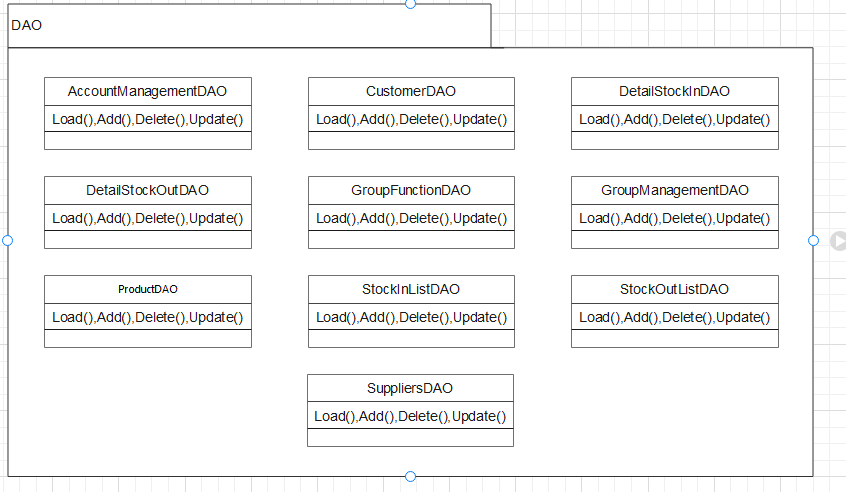 DAO
AccountManagementDAO
Load(),Add(),Delete(),Update()
CustomerDAO
Load(),Add(),Delete(),Update()
DetailStockInDAO
Load(),Add(),Delete(),Update()
DetailStockOutDAO
Load(),Add(),Delete(),Update()
GroupFunctionDAO
Load(),Add(),Delete(),Update()
GroupManagementDAO
Load(),Add(),Delete(),Update()
ProductDAO
Load(),Add(),Delete(),Update()
StockInListDAO
Load(),Add(),Delete(),Update()
StockOutListDAO
Load(),Add(),Delete(),Update()
SuppliersDAO
Load(),Add(),Delete(),Update()